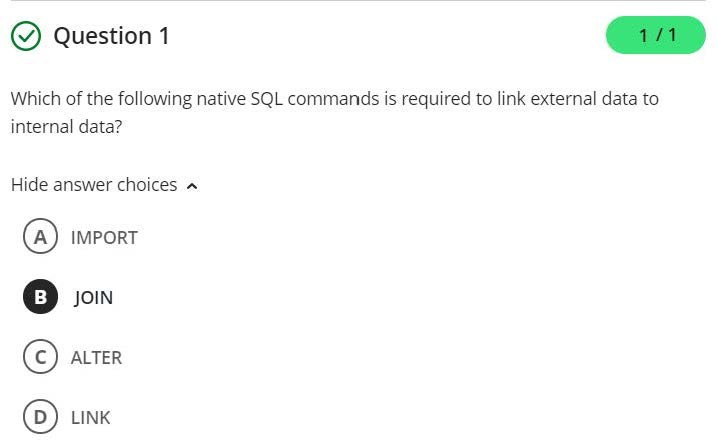 Question 1
1 / 1
Which of the following native SQL commands is required to link external data to
internal data?
Hide answer choices
A IMPORT
B JOIN
C ALTER
D LINK